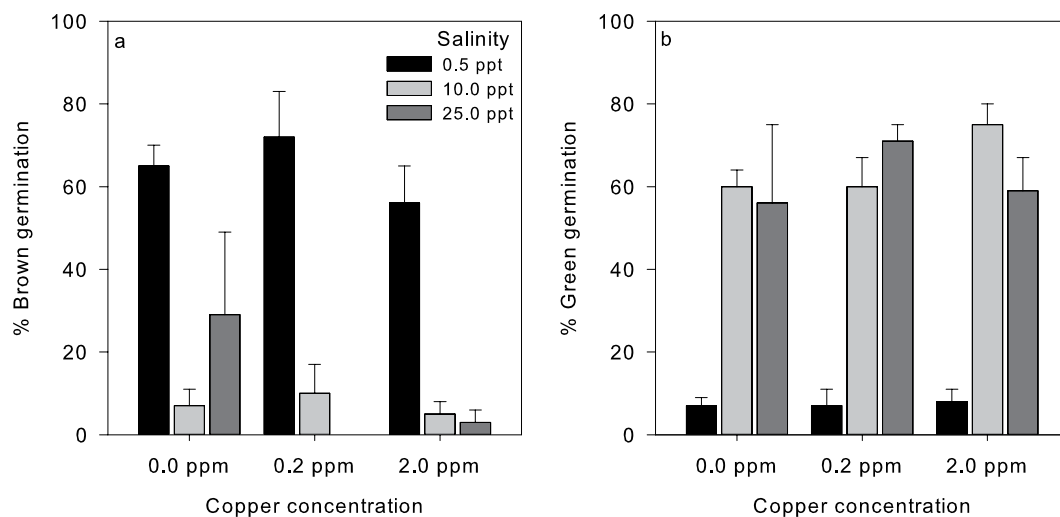 a
Salinity
0.5 ppt
10.0 ppt
25.0 ppt
% Brown germination
100
80
60
40
20
0
0.0 ppm 0.2 ppm 2.0 ppm
Copper concentration
b
% Green germination
100
80
60
40
20
0
0.0 ppm 0.2 ppm 2.0 ppm
Copper concentration